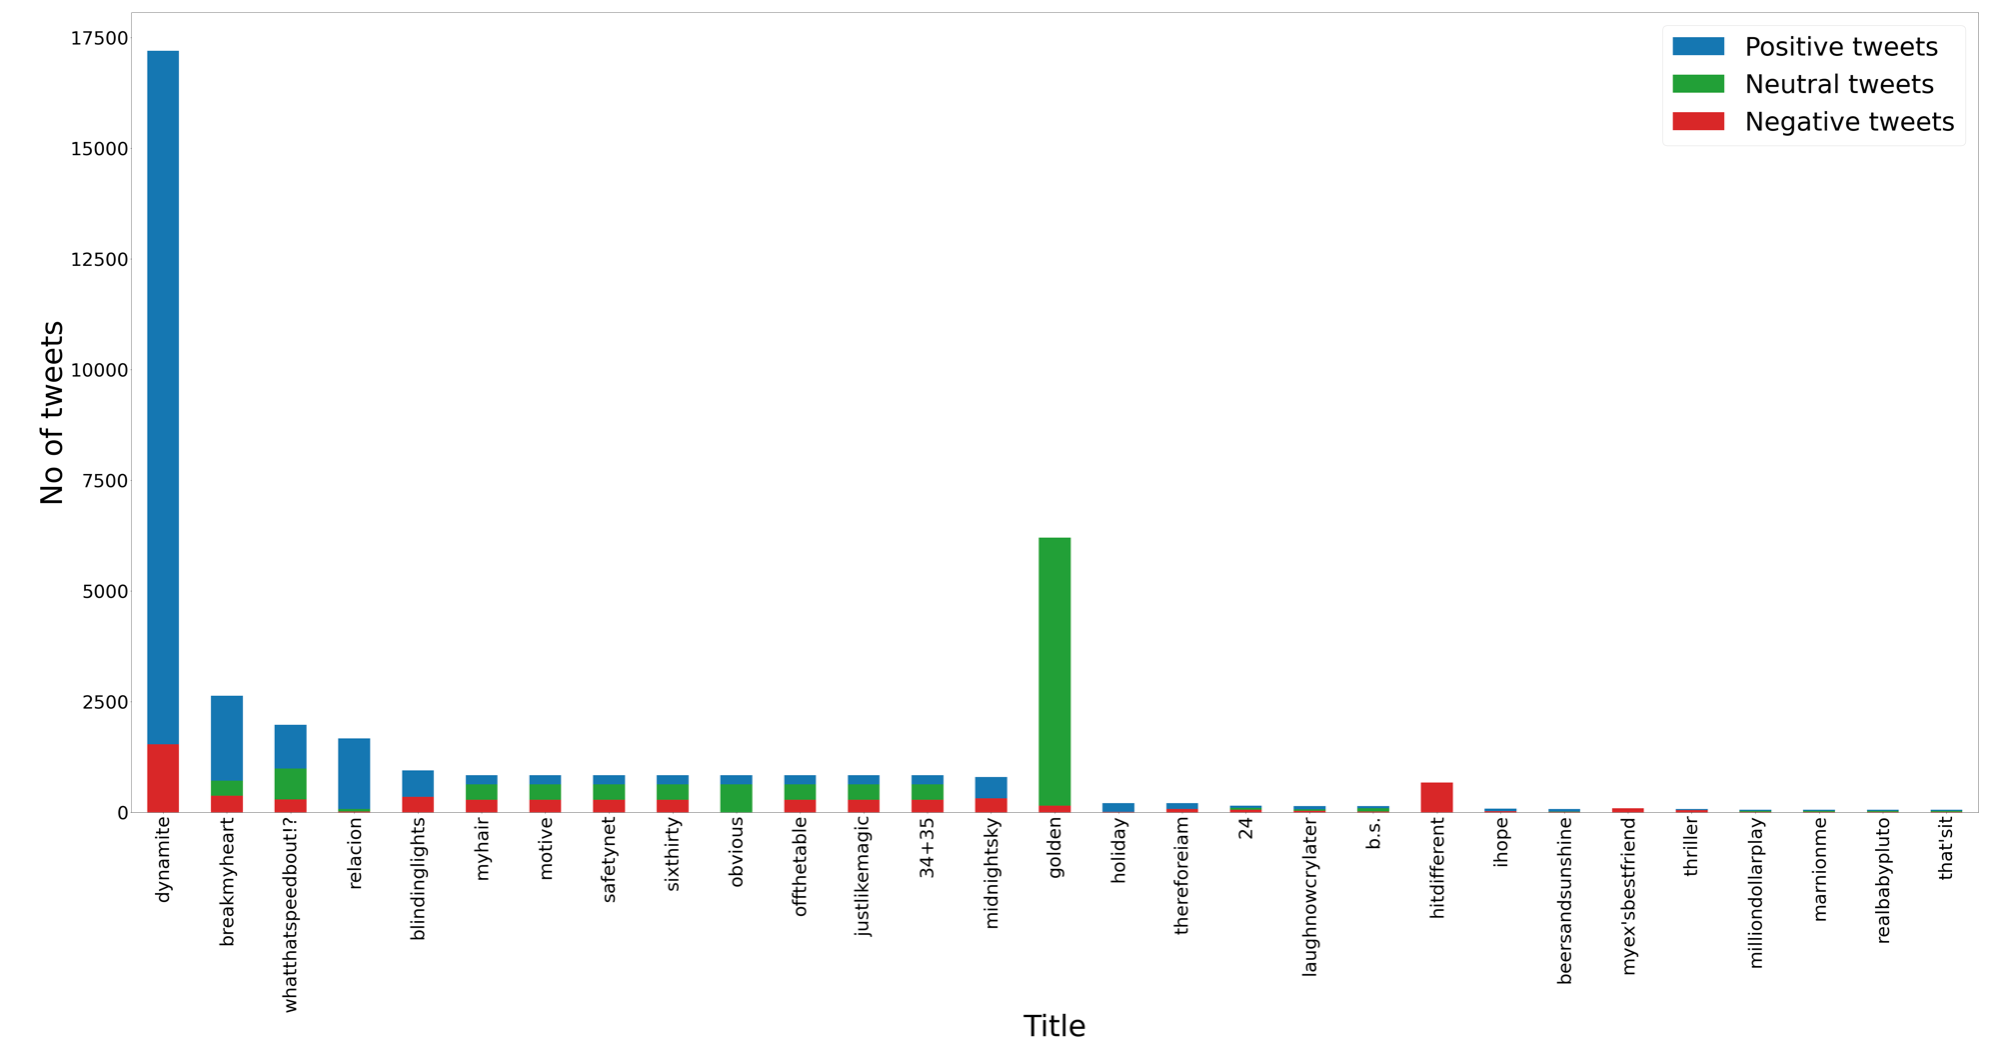 17500
15000
12500
10000
7500
5000
2500
0
No of tweets
Positive tweets
Neutral tweets
Negative tweets
dynamite
breakmyheart
whatthatspeedbout!?
relacion
blindinglights
myhair
motive
safetynet
sixthirty
obvious
offthetable
justlikemagic
34+35
midnightsky
golden
holiday
thereforeiam
24
laughnowcrylater
b.s.
hitdifferent
ihope
beersandsunshine
myex'sbestfriend
thriller
milliondollarplay
marnionme
realbabypluto
that'sit
Title